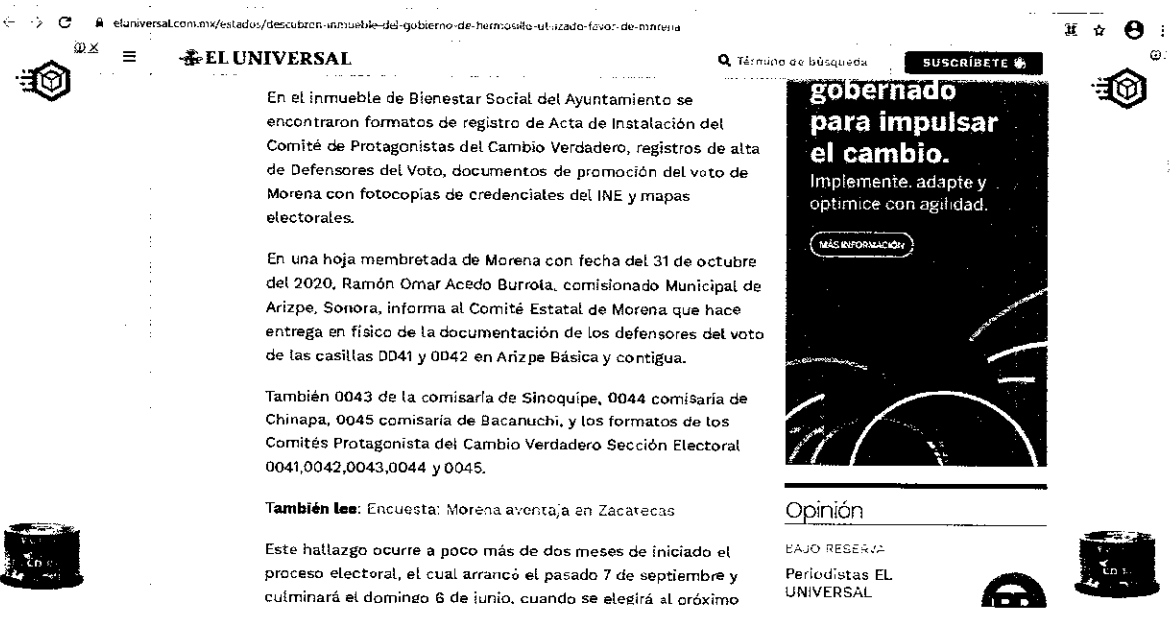 eluniversal.com.mx/estados/descubren-inmueble-del-gobierno-de-hermosillo-utilizado-favor-de-morena
EL UNIVERSAL
Término de búsqueda
SUSCRÍBETE
En el inmueble de Bienestar Social del Ayuntamiento se
encontraron formatos de registro de Acta de Instalación del
Comité de Protagonistas del Cambio Verdadero, registros de alta
de Defensores del Voto, documentos de promoción del voto de
Morena con fotocopias de credenciales del INE y mapas
electorales.
En una hoja membretada de Morena con fecha del 31 de octubre
del 2020, Ramón Omar Acedo Burrola, comisionado Municipal de
Arizpe, Sonora, informa al Comité Estatal de Morena que hace
entrega en físico de la documentación de los defensores del voto
de las casillas 0041 y 0042 en Arizpe Básica y contigua.
También 0043 de la comisaría de Sinoquipe, 0044 comisaría de
Chinapa, 0045 comisaría de Bacanuchi, y los formatos de los
Comités Protagonista del Cambio Verdadero Sección Electoral
0041,0042,0043,0044 y 0045.
También lee: Encuesta: Morena aventaja en Zacatecas
Este hallazgo ocurre a poco más de dos meses de iniciado el
proceso electoral, el cual arrancó el pasado 7 de septiembre y
culminará el domingo 6 de junio, cuando se elegirá al próximo
gobernado
para impulsar
el cambio.
Implemente, adapte y
optimice con agilidad.
MÁS INFORMACIÓN
Opinión
BAJO RESERVA
Periodistas EL
UNIVERSAL